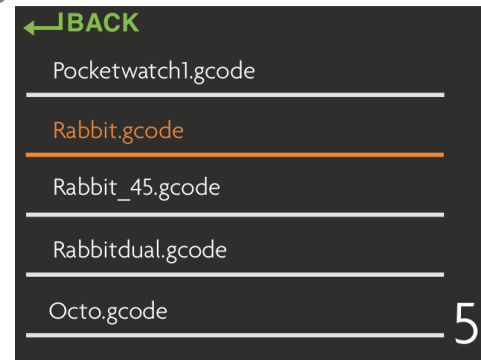 BACK
Pocketwatch1.gcode
Rabbit.gcode
Rabbit_45.gcode
Rabbitdual.gcode
Octo.gcode
5